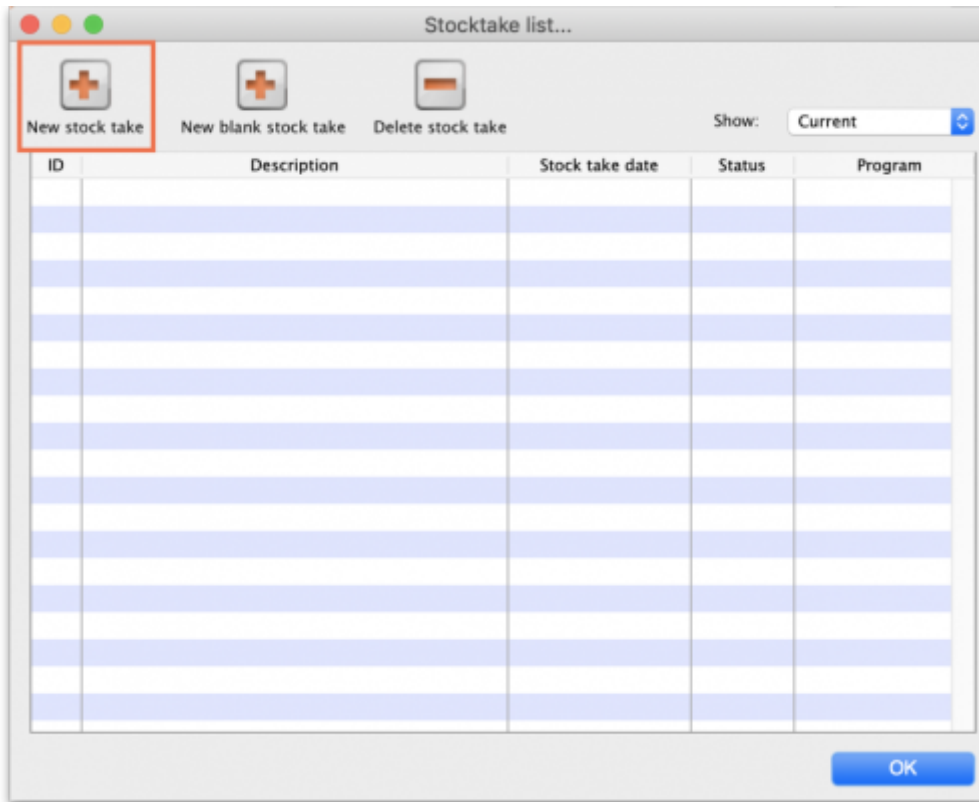 Stocktake list...
New stock take New blank stock take Delete stock take
Show: Current
ID Description Stock take date Status Program
OK